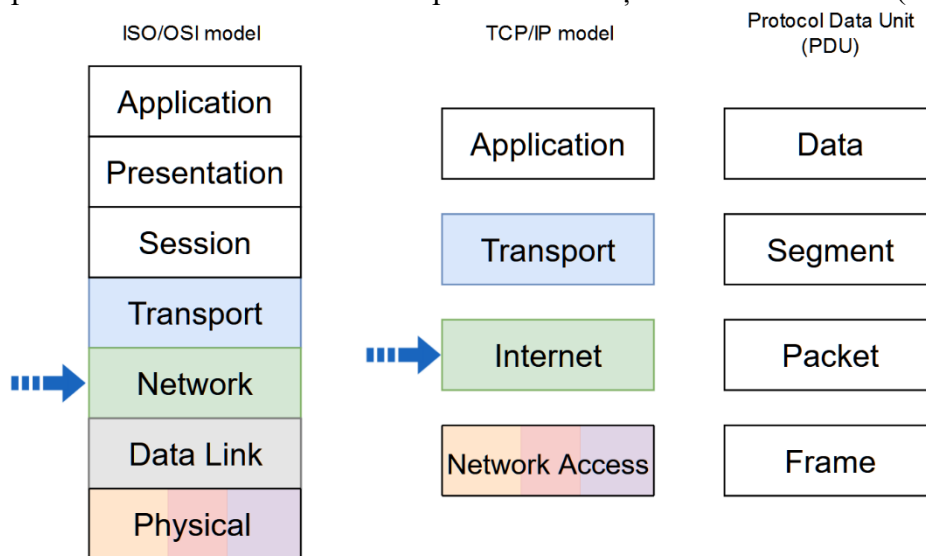 ISO/OSI model
TCP/IP model
Protocol Data Unit
(PDU)
Application
Presentation
Session
Transport
Network
Data Link
Physical
Application
Transport
Internet
Network Access
Data
Segment
Packet
Frame